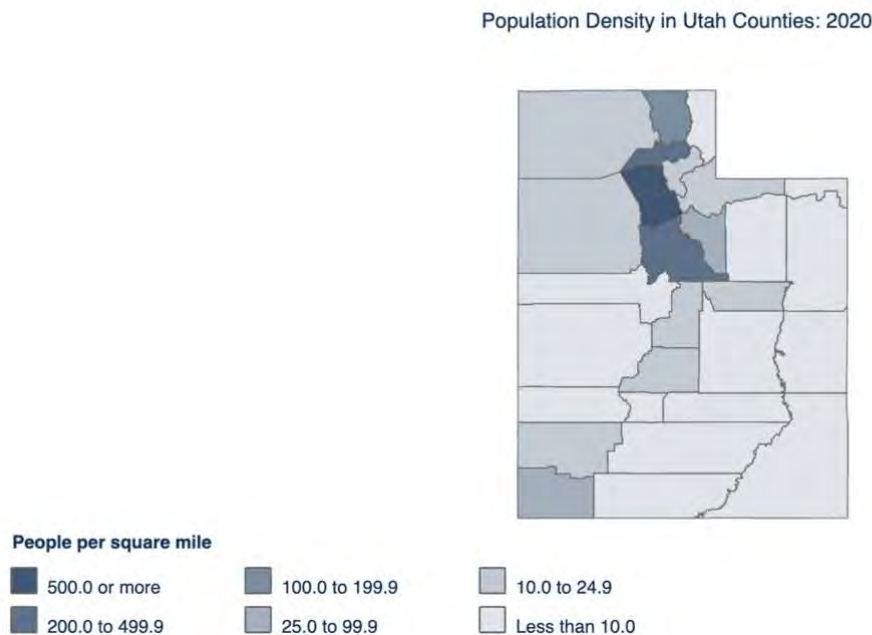 Population Density in Utah Counties: 2020
People per square mile
500.0 or more
100.0 to 199.9
10.0 to 24.9
200.0 to 499.9
25.0 to 99.9
Less than 10.0